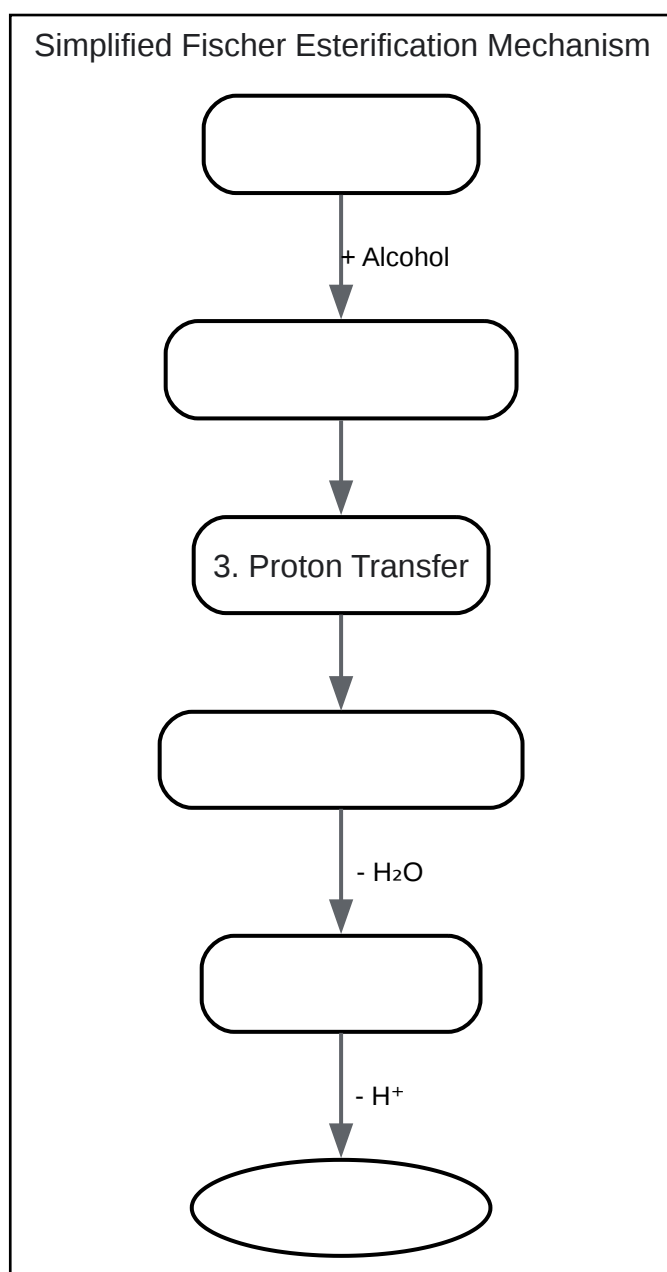 Simplified Fischer Esterification Mechanism
+ Alcohol
3. Proton Transfer
- H₂O
- H⁺